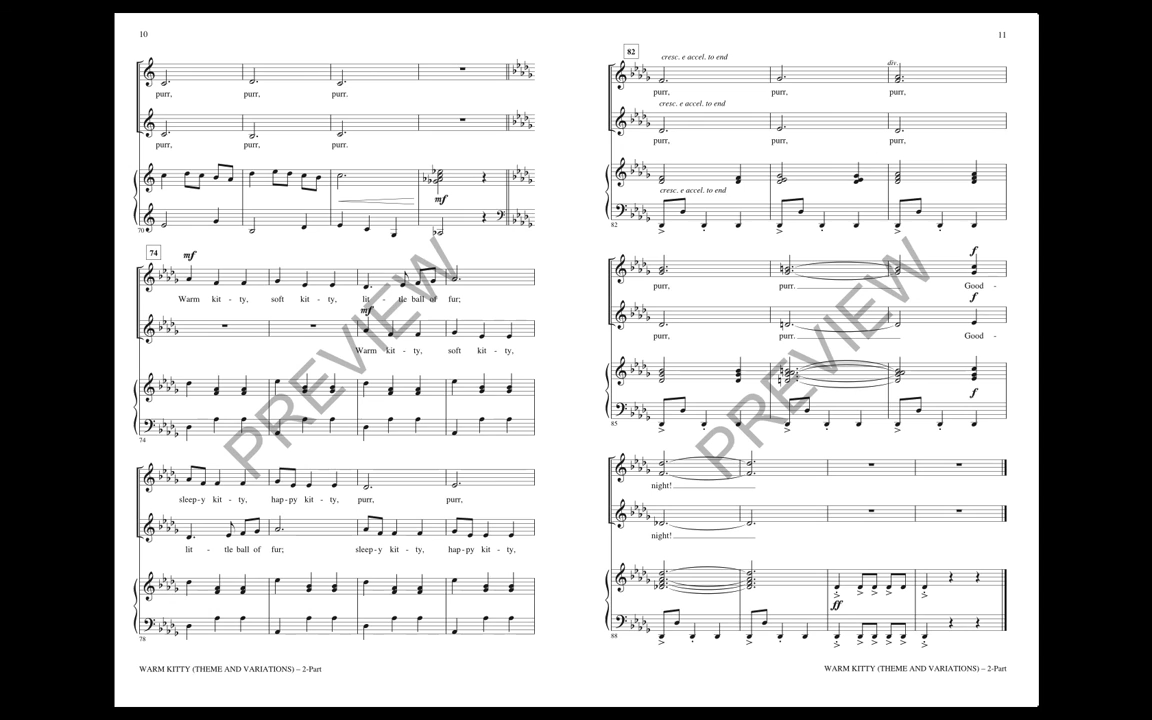 10
purr, purr, purr.
purr, purr, purr.
mf
70
74
mf
Warm kit - ty, soft kit - ty, lit - tle ball of fur;
mf
Warm kit - ty, soft kit - ty,
74
sleep-y kit - ty, hap-py kit - ty, purr, purr,
lit - tle ball of fur; sleep-y kit - ty, hap-py kit - ty,
78
WARM KITTY (THEME AND VARIATIONS) – 2-Part
PREVIEW
11
82
cresc. e accel. to end
div.
purr, purr, purr,
cresc. e accel. to end
purr, purr, purr,
cresc. e accel. to end
82
f
purr, purr. Good -
f
purr, purr. Good -
f
85
night!
night!
ff
88
WARM KITTY (THEME AND VARIATIONS) – 2-Part
PREVIEW